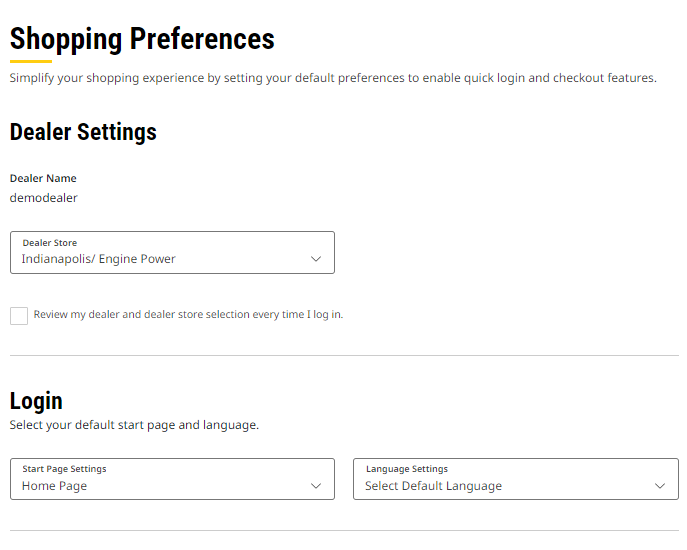 Shopping Preferences
Simplify your shopping experience by setting your default preferences to enable quick login and checkout features.
Dealer Settings
Dealer Name
demodealer
Dealer Store
Indianapolis/ Engine Power
Review my dealer and dealer store selection every time I log in.
Login
Select your default start page and language.
Start Page Settings
Home Page
Language Settings
Select Default Language